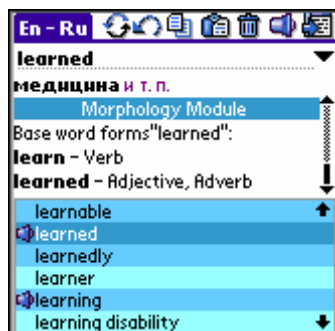 En - Ru
learned
медицина и т. п.
Morphology Module
Base word forms"learned":
learn - Verb
learned - Adjective, Adverb
learnable
learned
learnedly
learner
learning
learning disability